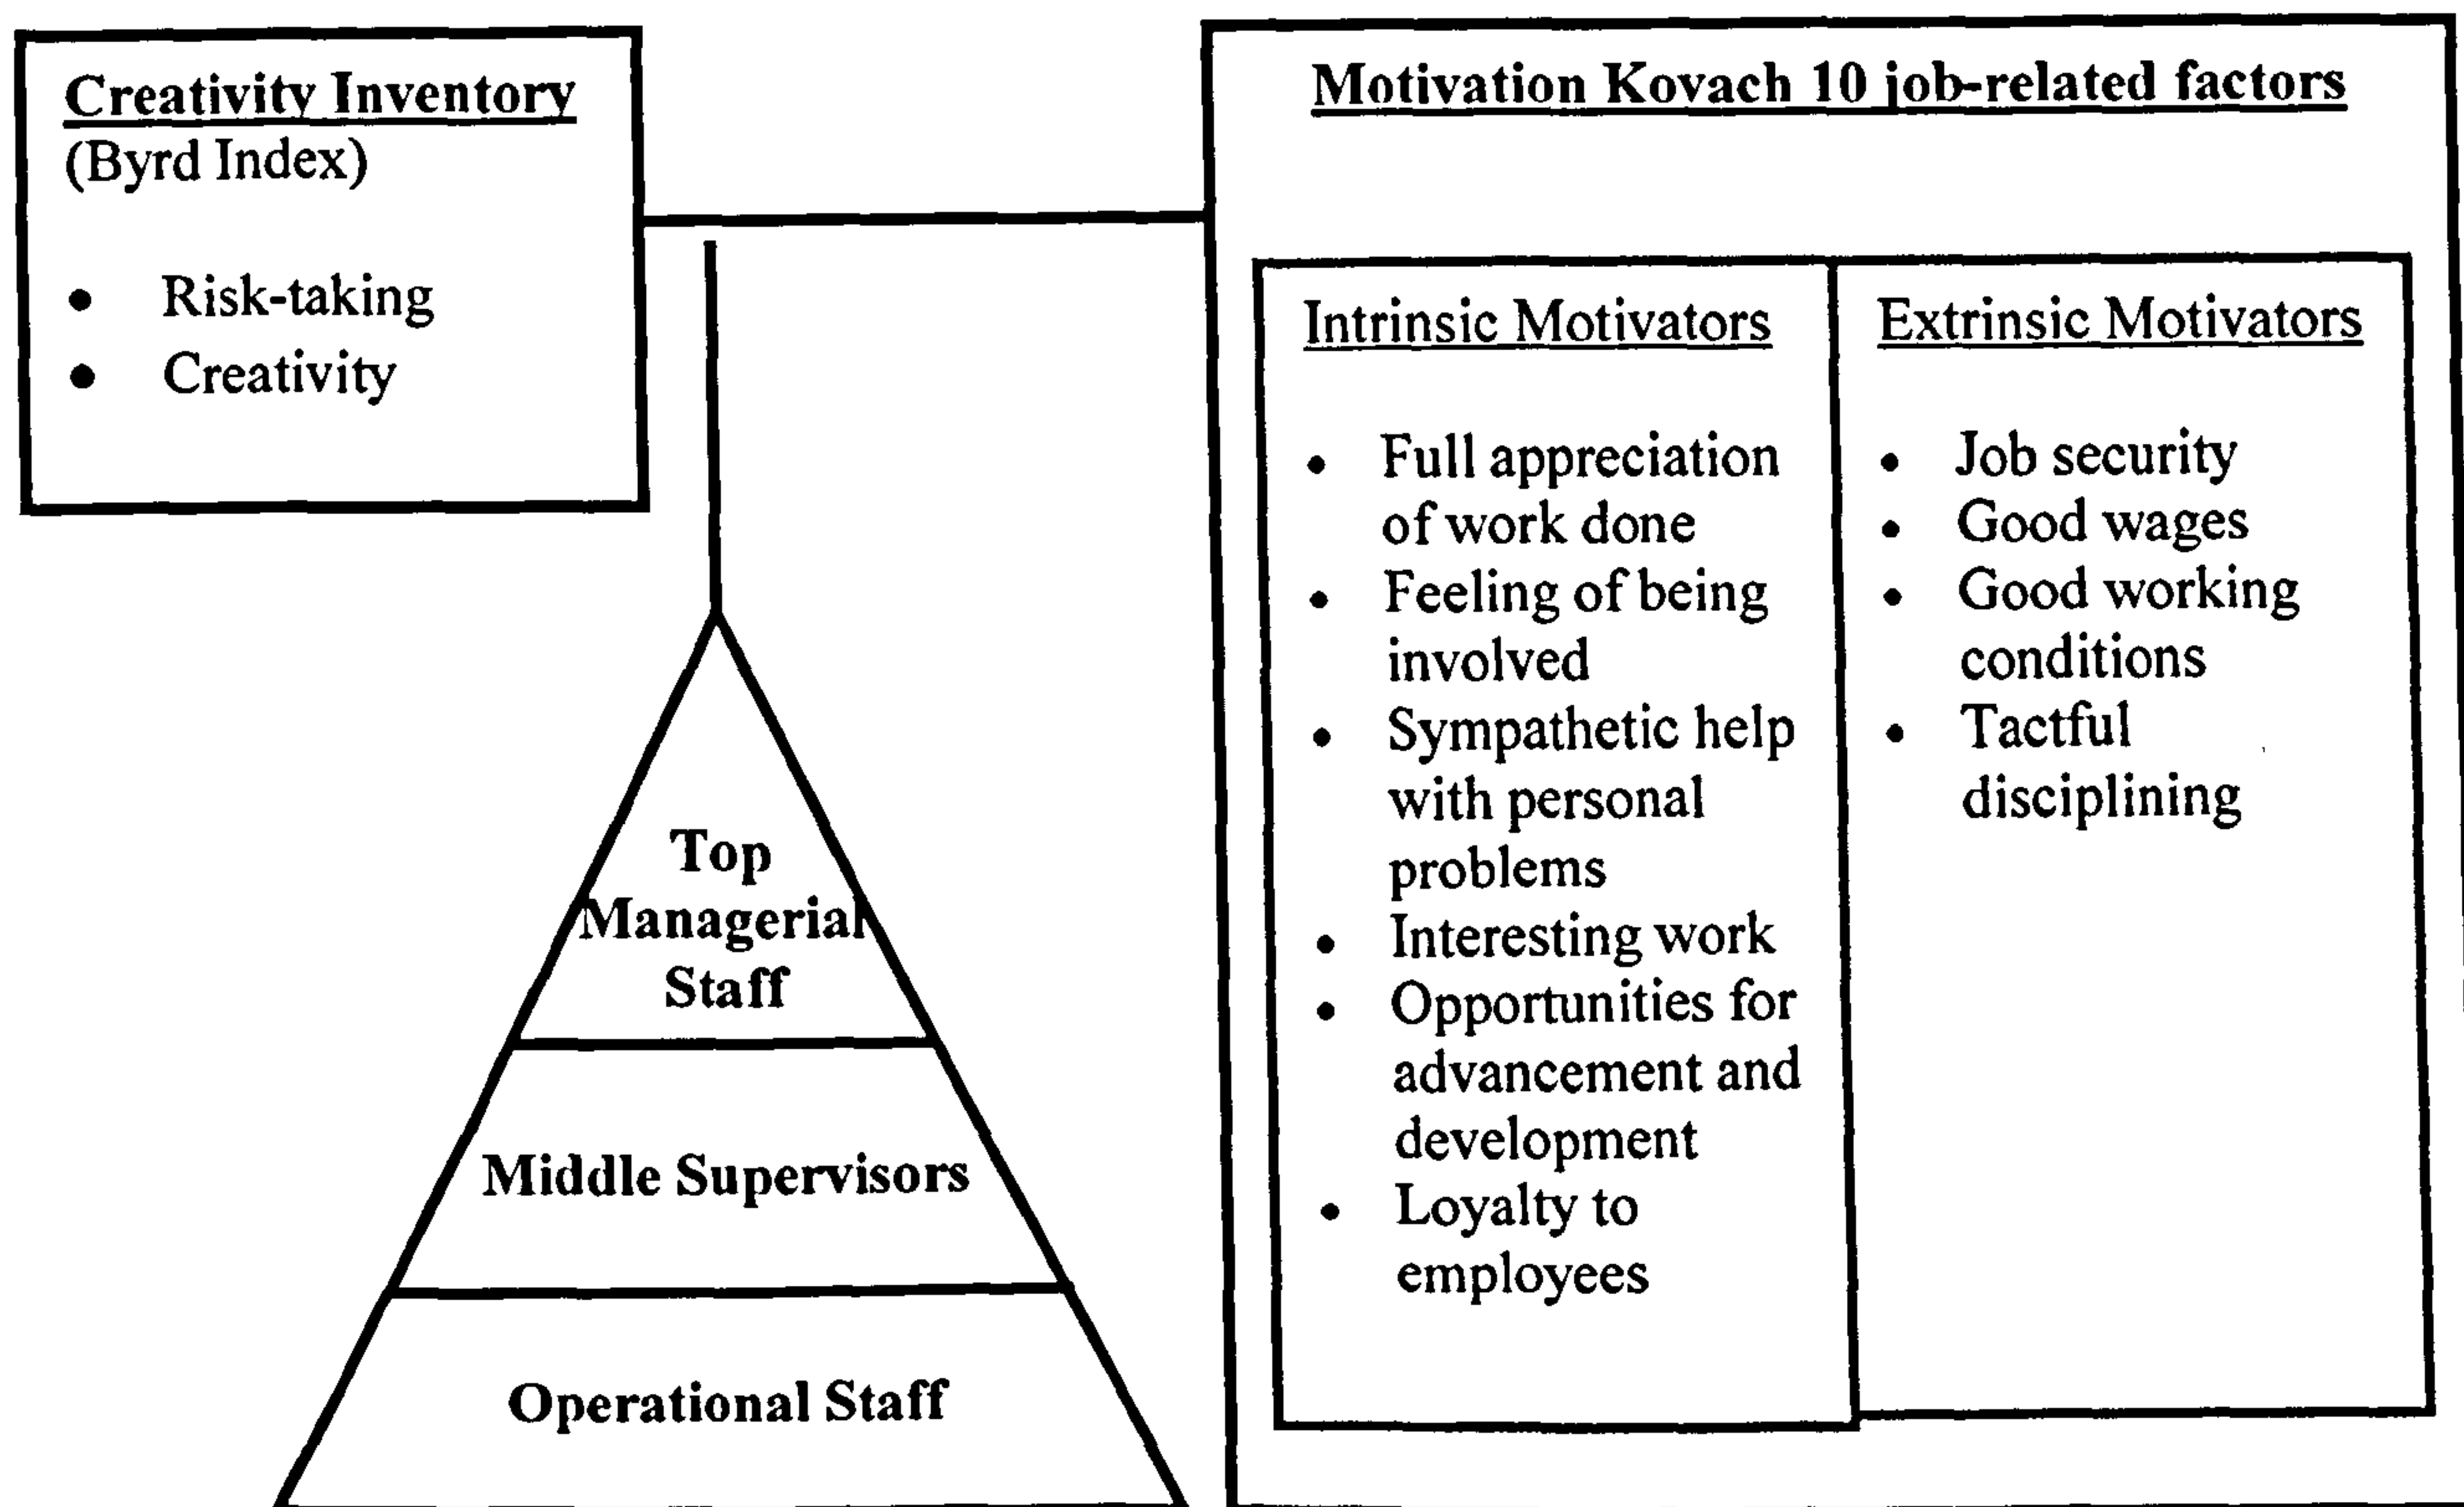 Creativity Inventory
(Byrd Index)
• Risk-taking
• Creativity
Motivation Kovach 10 job-related factors
Intrinsic Motivators
• Full appreciation
of work done
• Feeling of being
involved
• Sympathetic help
with personal
problems
• Interesting work
• Opportunities for
advancement and
development
• Loyalty to
employees
Extrinsic Motivators
• Job security
• Good wages
• Good working
conditions
• Tactful
disciplining
Top
Managerial
Staff
Middle Supervisors
Operational Staff